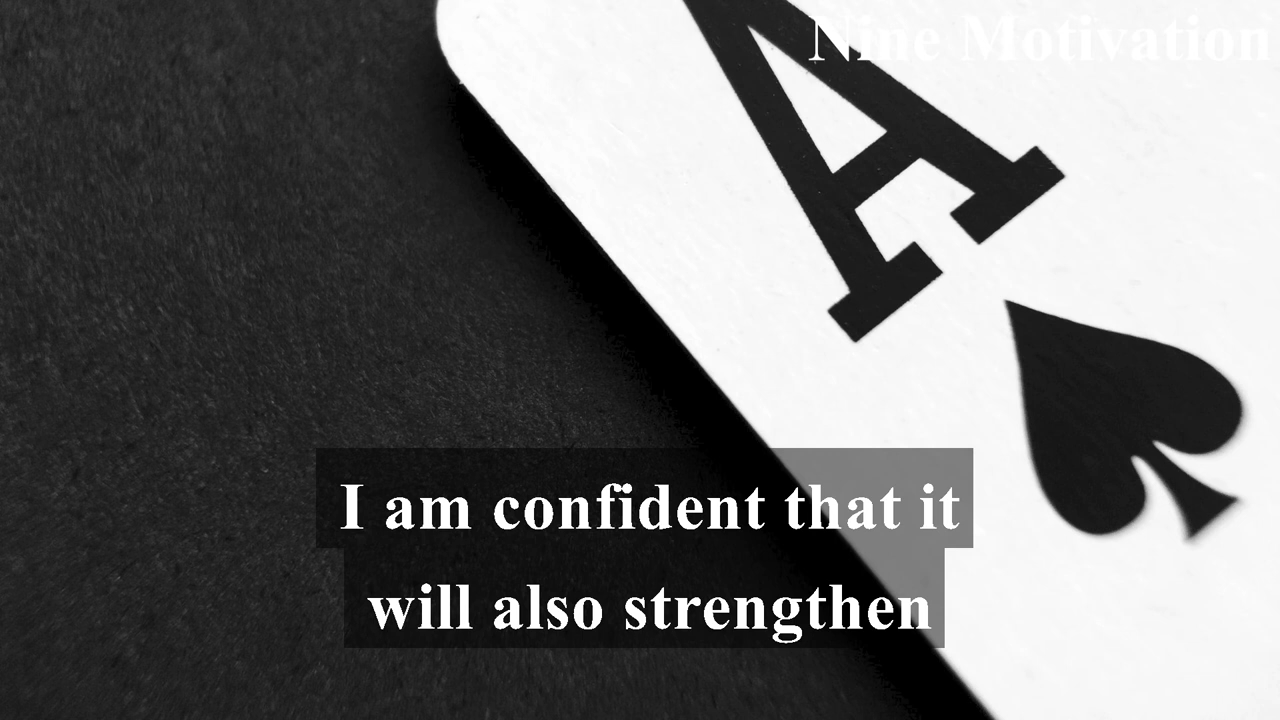 Nine Motivation
A
I am confident that it
will also strengthen